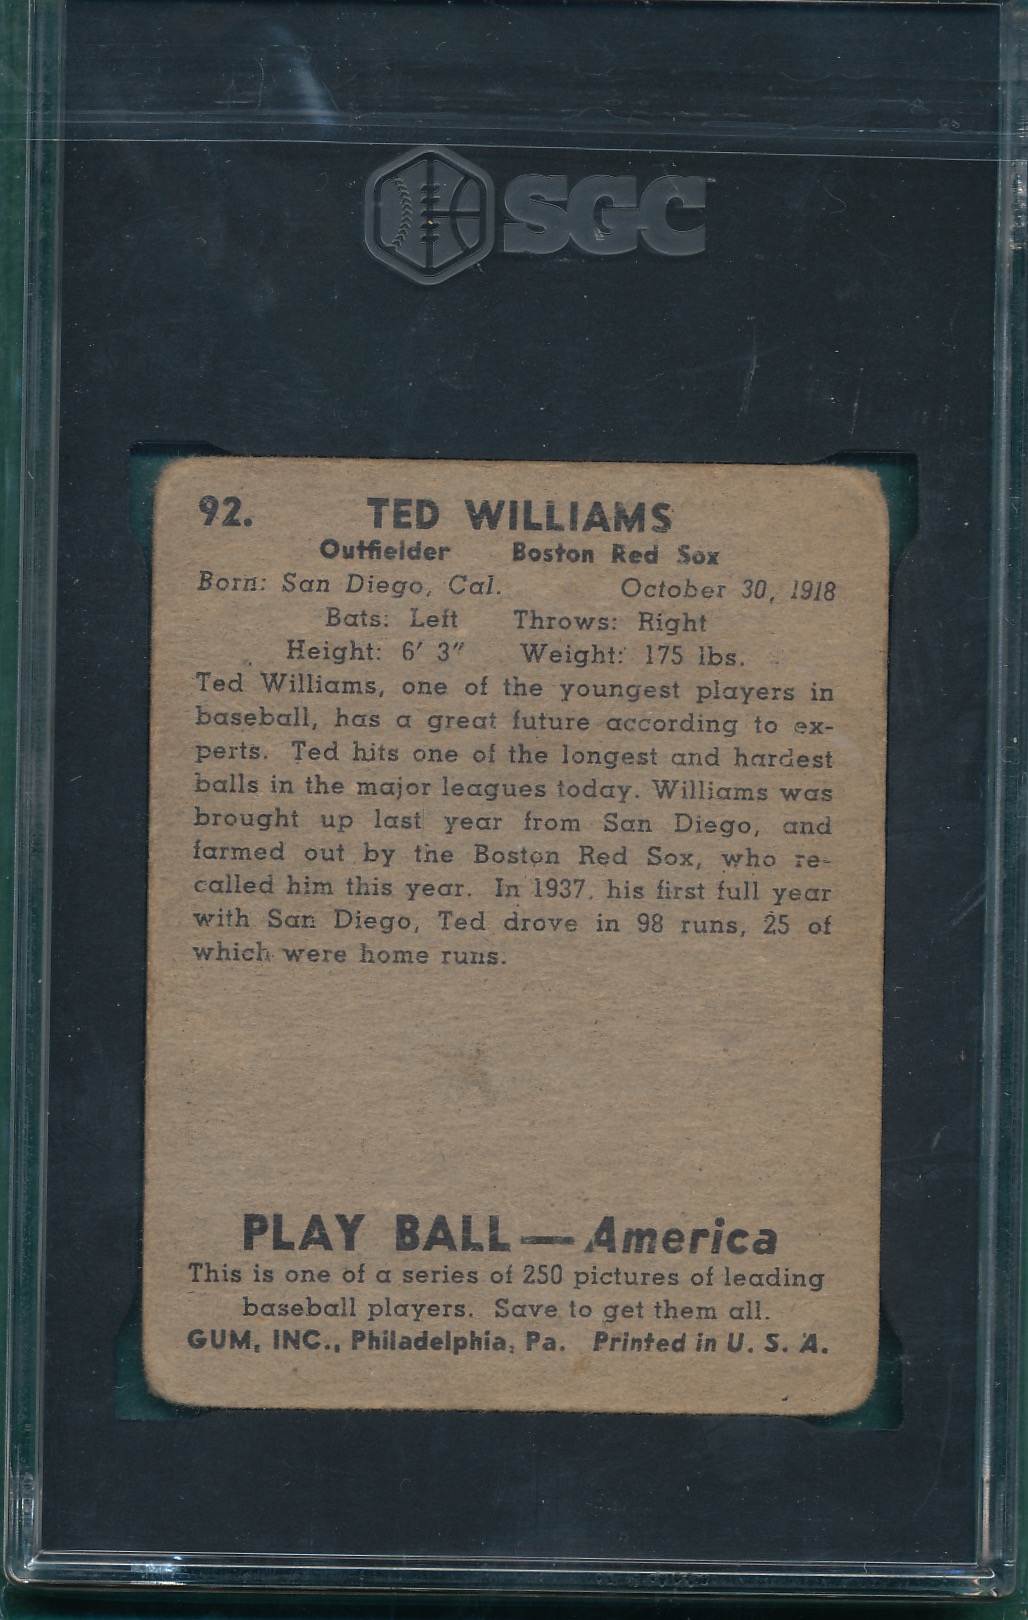 SGC
92. TED WILLIAMS
Outfielder Boston Red Sox
Born: San Diego, Cal. October 30, 1918
Bats: Left Throws: Right
Height: 6′ 3″ Weight: 175 lbs.
Ted Williams, one of the youngest players in
baseball, has a great future according to ex-
perts. Ted hits one of the longest and hardest
balls in the major leagues today. Williams was
brought up last year from San Diego, and
farmed out by the Boston Red Sox, who re-
called him this year. In 1937, his first full year
with San Diego, Ted drove in 98 runs, 25 of
which were home runs.
PLAY BALL — America
This is one of a series of 250 pictures of leading
baseball players. Save to get them all.
GUM, INC., Philadelphia, Pa. Printed in U. S. A.